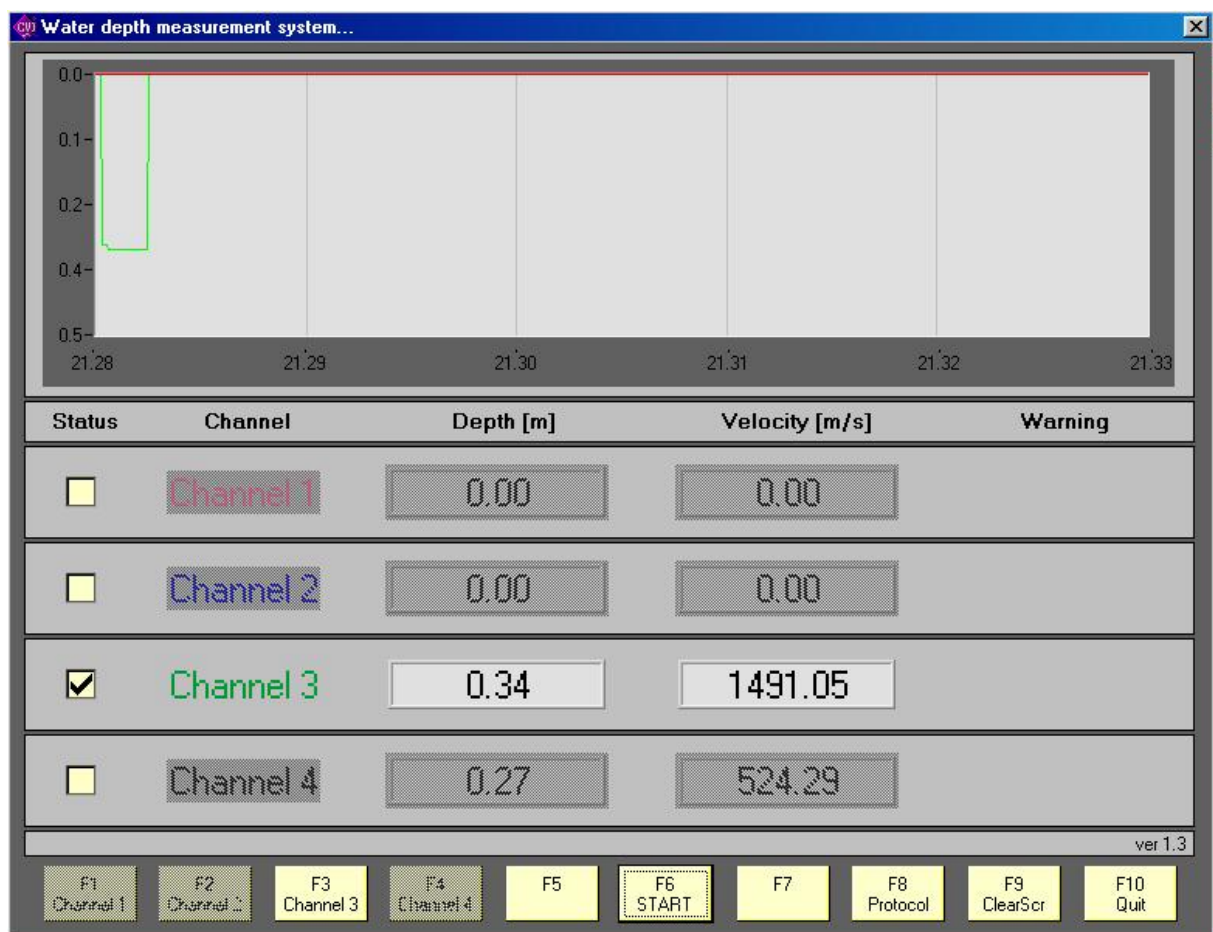 CVI Water depth measurement system...
0.0
0.1
0.2
0.4
0.5
21.28 21.29 21.30 21.31 21.32 21.33
Status Channel Depth [m] Velocity [m/s] Warning
Channel 1 0.00 0.00
Channel 2 0.00 0.00
Channel 3 0.34 1491.05
Channel 4 0.27 524.29
ver 1.3
F1 F2 F3 F4 F5 F6 F7 F8 F9 F10
Channel 1 Channel 2 Channel 3 Channel 4 START Protocol ClearScr Quit